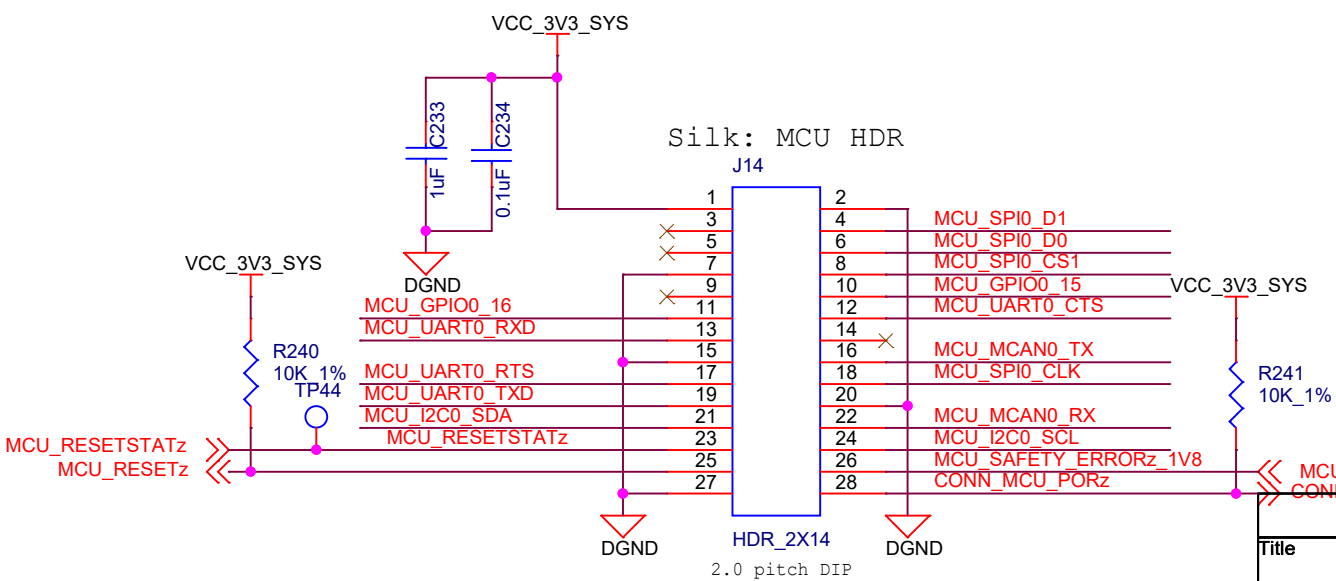 VCC_3V3_SYS
C233
1uF
C234
0.1uF
DGND
Silk: MCU HDR
J14
VCC_3V3_SYS
R240
10K_1%
TP44
MCU_RESETSTATz
MCU_RESETz
MCU_GPIO0_16
MCU_UART0_RXD
MCU_UART0_RTS
MCU_UART0_TXD
MCU_I2C0_SDA
MCU_RESETSTATz
1 2
3 4
5 6
7 8
9 10
11 12
13 14
15 16
17 18
19 20
21 22
23 24
25 26
27 28
MCU_SPI0_D1
MCU_SPI0_D0
MCU_SPI0_CS1
MCU_GPIO0_15
MCU_UART0_CTS
MCU_MCAN0_TX
MCU_SPI0_CLK
MCU_MCAN0_RX
MCU_I2C0_SCL
MCU_SAFETY_ERRORz_1V8
CONN_MCU_PORz
VCC_3V3_SYS
R241
10K_1%
MCU
DGND
HDR_2X14
DGND
2.0 pitch DIP
Title